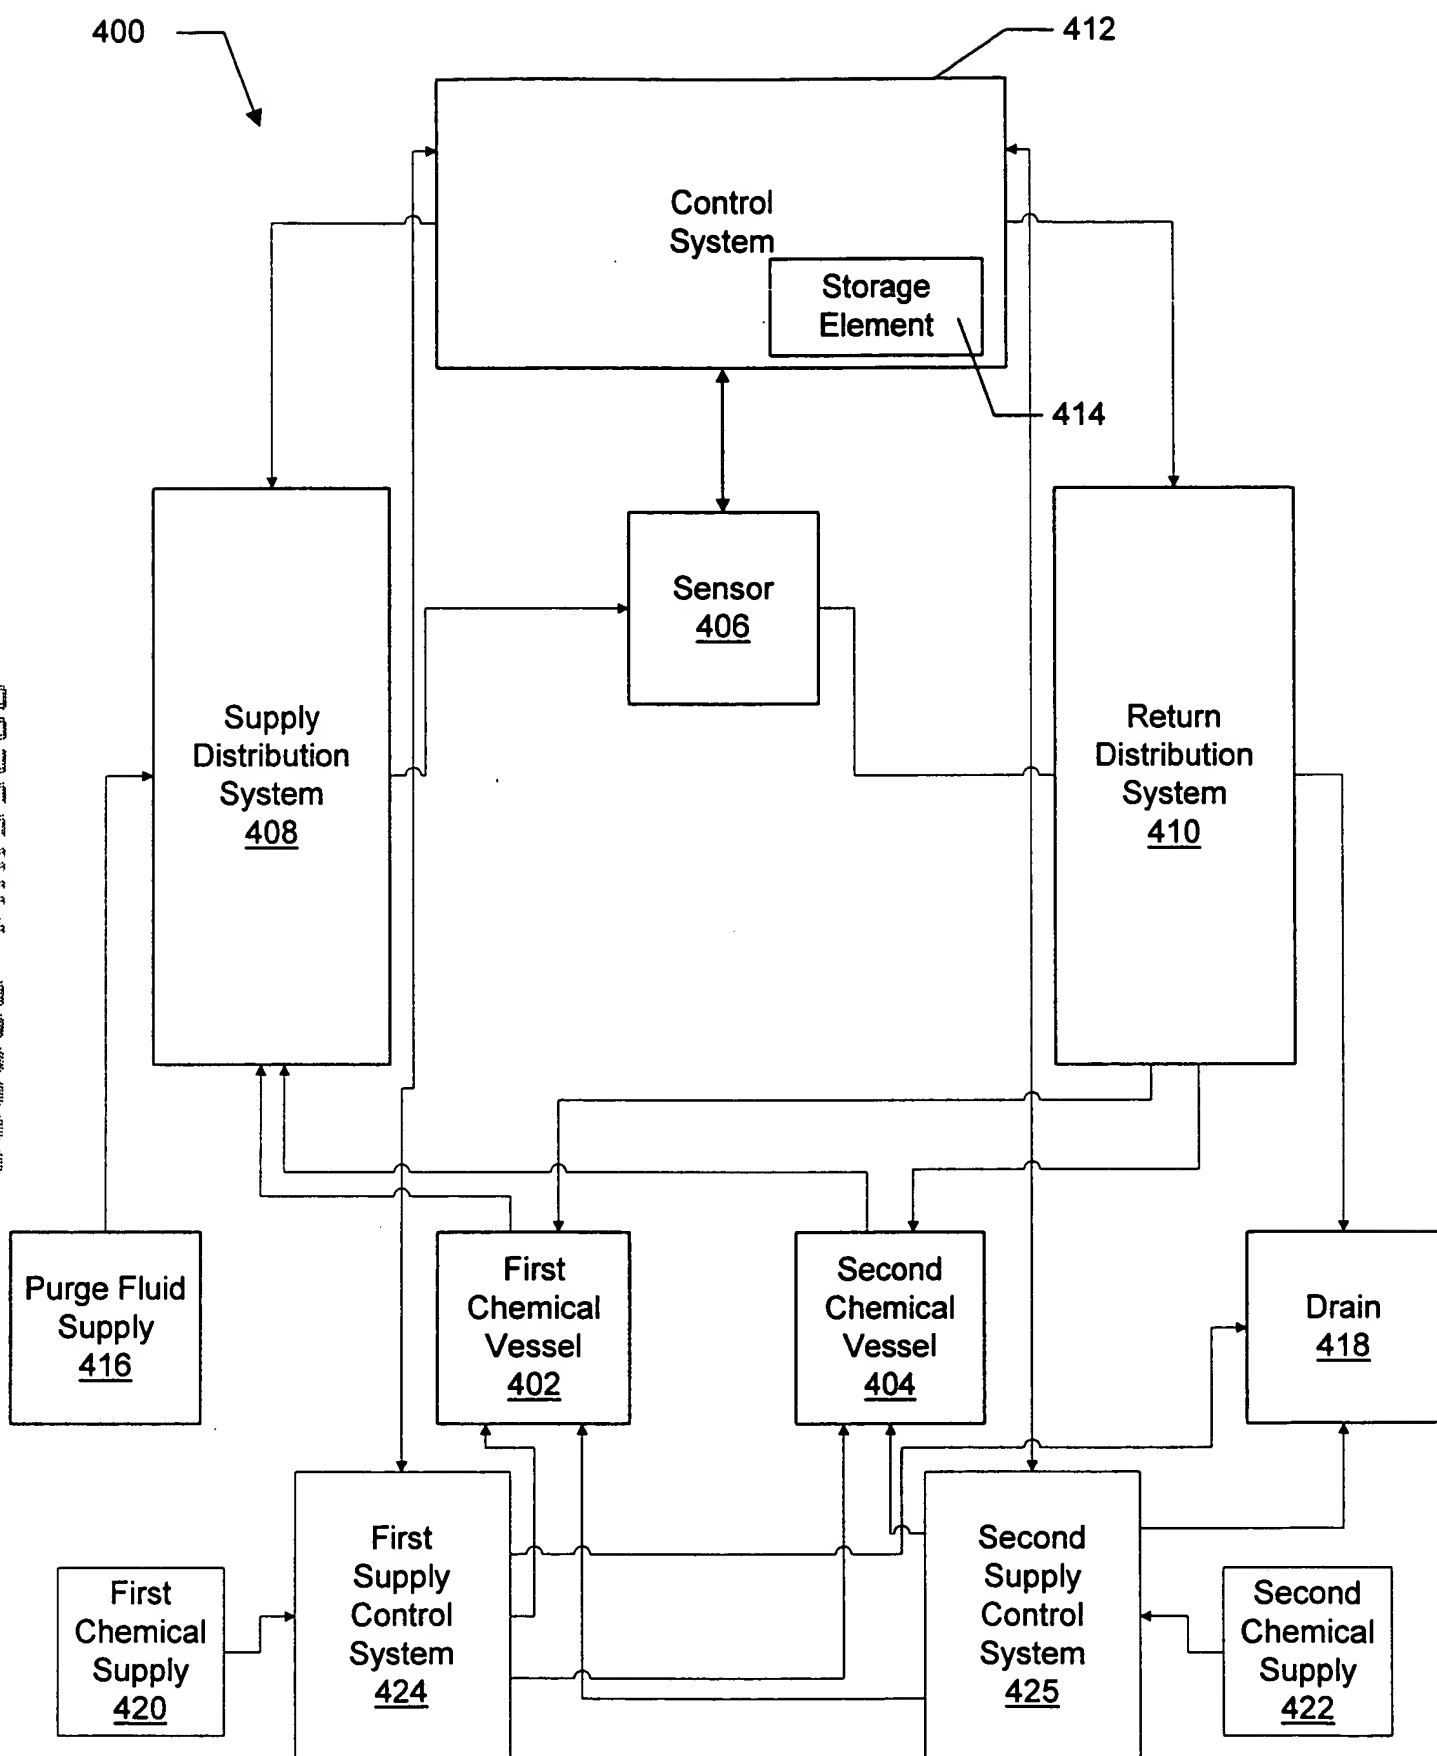 400
412
Control
System
Storage
Element
414
Sensor
406
Supply
Distribution
System
408
Return
Distribution
System
410
Purge Fluid
Supply
416
First
Chemical
Vessel
402
Second
Chemical
Vessel
404
Drain
418
First
Chemical
Supply
420
First
Supply
Control
System
424
Second
Supply
Control
System
425
Second
Chemical
Supply
422